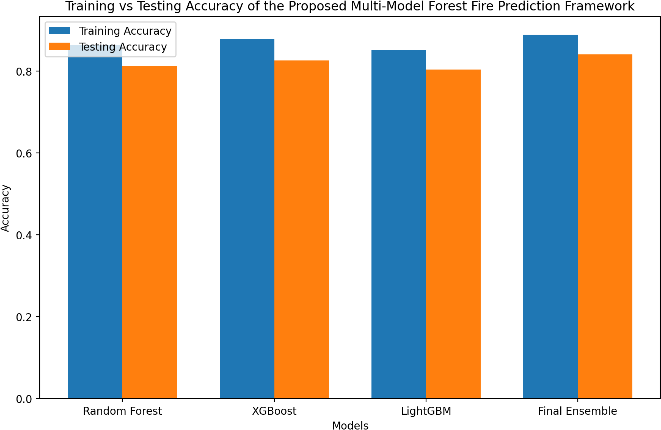 Training vs Testing Accuracy of the Proposed Multi-Model Forest Fire Prediction Framework
Training Accuracy
Testing Accuracy
0.8
0.6
0.4
0.2
0.0
Accuracy
Random Forest
XGBoost
LightGBM
Final Ensemble
Models